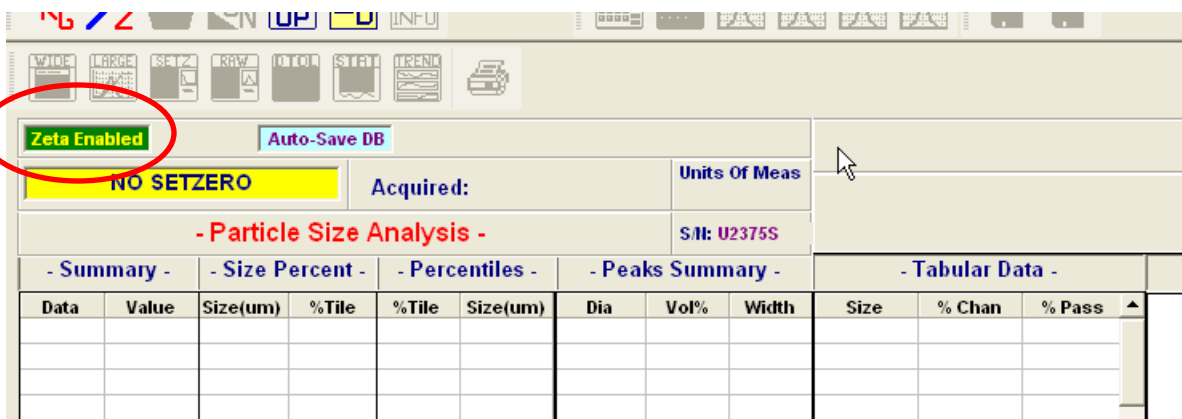 UP D INFO
WIDE LARGE SETZ RAW DTOL STAT TREND
Zeta Enabled Auto-Save DB
NO SETZERO Acquired: Units Of Meas
- Particle Size Analysis - S/N: U2375S
- Summary - - Size Percent - - Percentiles - - Peaks Summary - - Tabular Data -
Data Value Size(um) %Tile %Tile Size(um) Dia Vol% Width Size % Chan % Pass